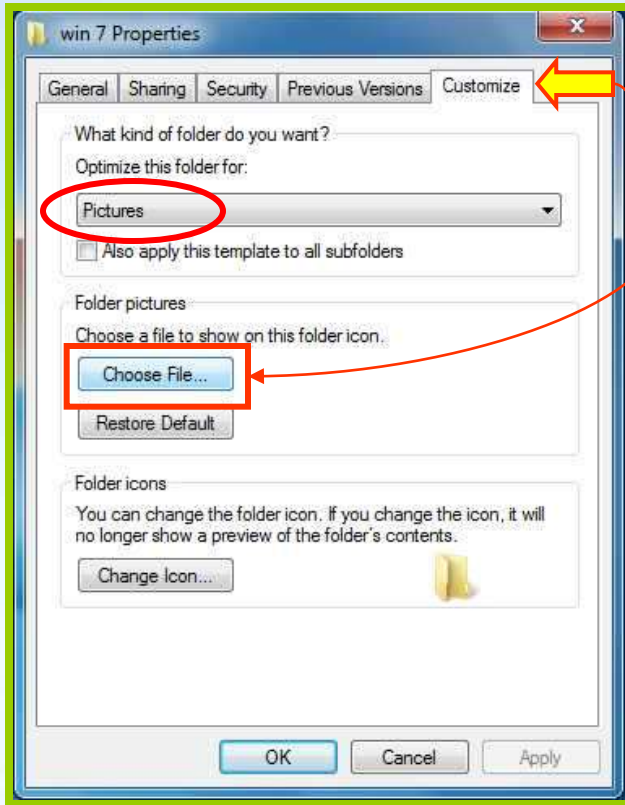 win 7 Properties
General Sharing Security Previous Versions Customize
What kind of folder do you want?
Optimize this folder for:
Pictures
Also apply this template to all subfolders
Folder pictures
Choose a file to show on this folder icon.
Choose File...
Restore Default
Folder icons
You can change the folder icon. If you change the icon, it will
no longer show a preview of the folder's contents.
Change Icon...
OK Cancel Apply